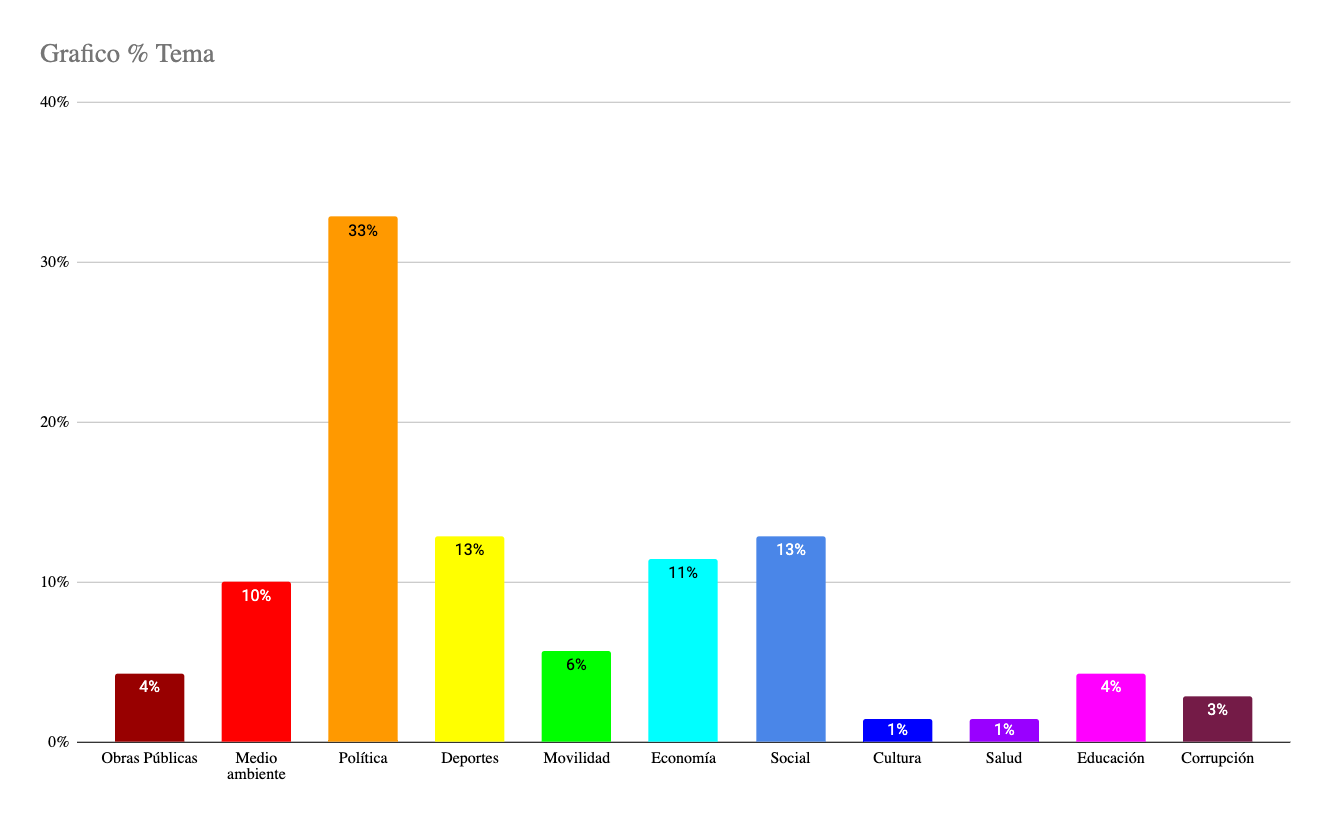 Grafico % Tema
40%
30%
20%
10%
0%
4%
10%
33%
13%
6%
11%
13%
1%
1%
4%
3%
Obras Públicas
Medio
ambiente
Política
Deportes
Movilidad
Economía
Social
Cultura
Salud
Educación
Corrupción